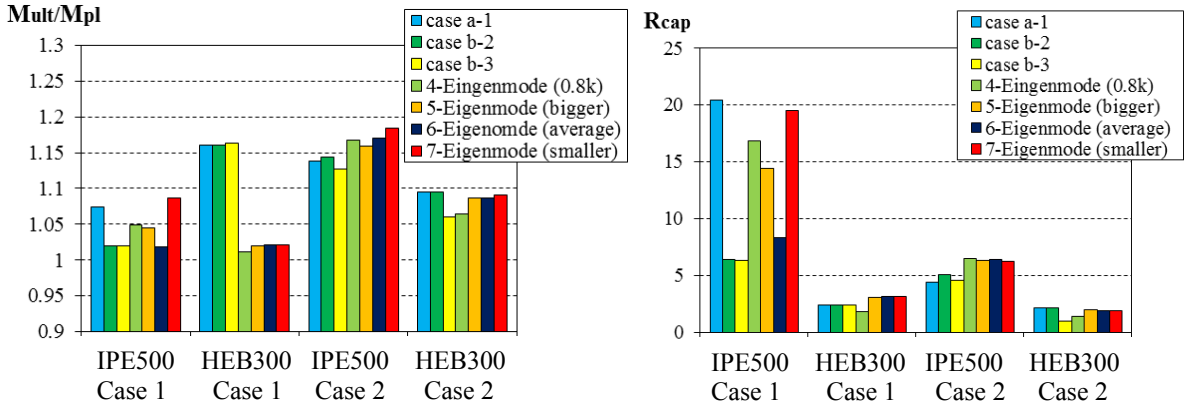 Mult/Mpl
case a-1
case b-2
case b-3
4-Eingenmode (0.8k)
5-Eigenmode (bigger)
6-Eigenomde (average)
7-Eigenmode (smaller)
1.3
1.25
1.2
1.15
1.1
1.05
1
0.95
0.9
IPE500
Case 1
HEB300
Case 1
IPE500
Case 2
HEB300
Case 2
Rcap
case a-1
case b-2
case b-3
4-Eigenmode (0.8k)
5-Eigenmode (bigger)
6-Eigenmode (average)
7-Eigenmode (smaller)
25
20
15
10
5
0
IPE500
Case 1
HEB300
Case 1
IPE500
Case 2
HEB300
Case 2